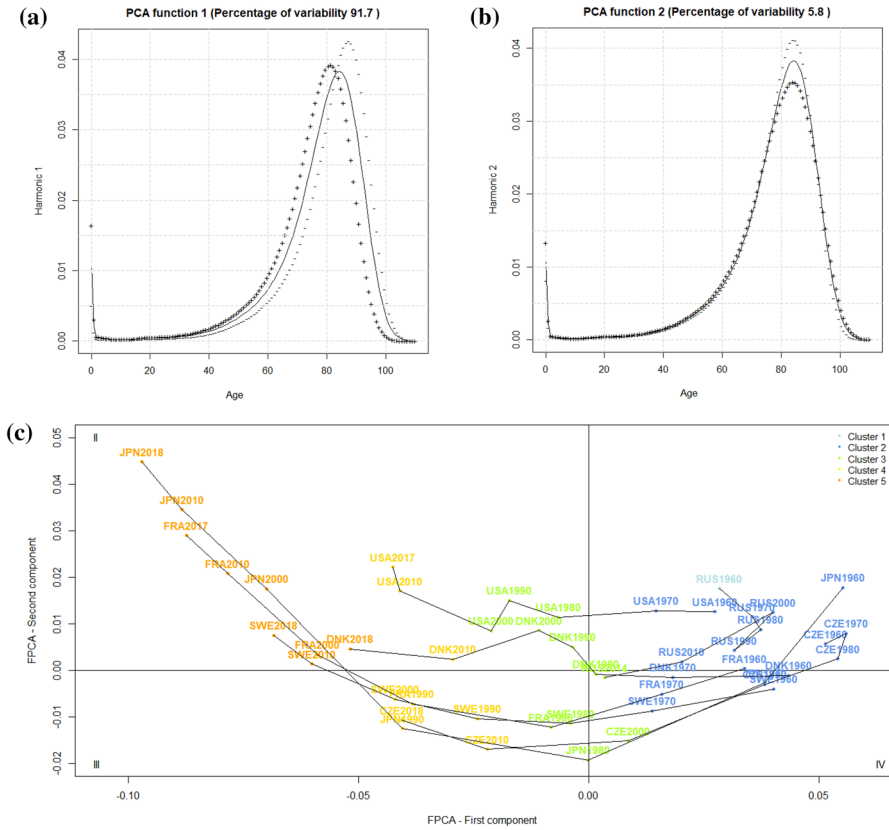 (a)
PCA function 1 (Percentage of variability 91.7 )
Harmonic 1
0.00
0.01
0.02
0.03
0.04
0
20
40
60
80
100
Age
(b)
PCA function 2 (Percentage of variability 5.8 )
Harmonic 2
0.00
0.01
0.02
0.03
0.04
0
20
40
60
80
100
Age
(c)
FPCA - Second component
0.05
0.04
0.03
0.02
0.01
0.00
-0.01
-0.02
II
III
IV
Cluster 1
Cluster 2
Cluster 3
Cluster 4
Cluster 5
JPN2018
JPN2010
FRA2017
FRA2010
JPN2000
SWE2018
FRA2000
SWE2010
DNK2018
USA2017
USA2010
DNK2010
USA1990
USA2000
DNK2000
USA1980
DNK1990
DNK1980
USA1970
USA1960
RUS1960
RUS1970
RUS2000
RUS1980
RUS1990
RUS2010
JPN1960
CZE1970
CZE1960
CZE1980
FRA1960
DNK1960
DNK1970
SWE1960
FRA1970
SWE1970
SWE2000
FRA1990
CZE2018
JPN1990
SWE1990
CZE2010
FRA1980
SWE1980
CZE2000
JPN1980
-0.10
-0.05
0.00
0.05
FPCA - First component